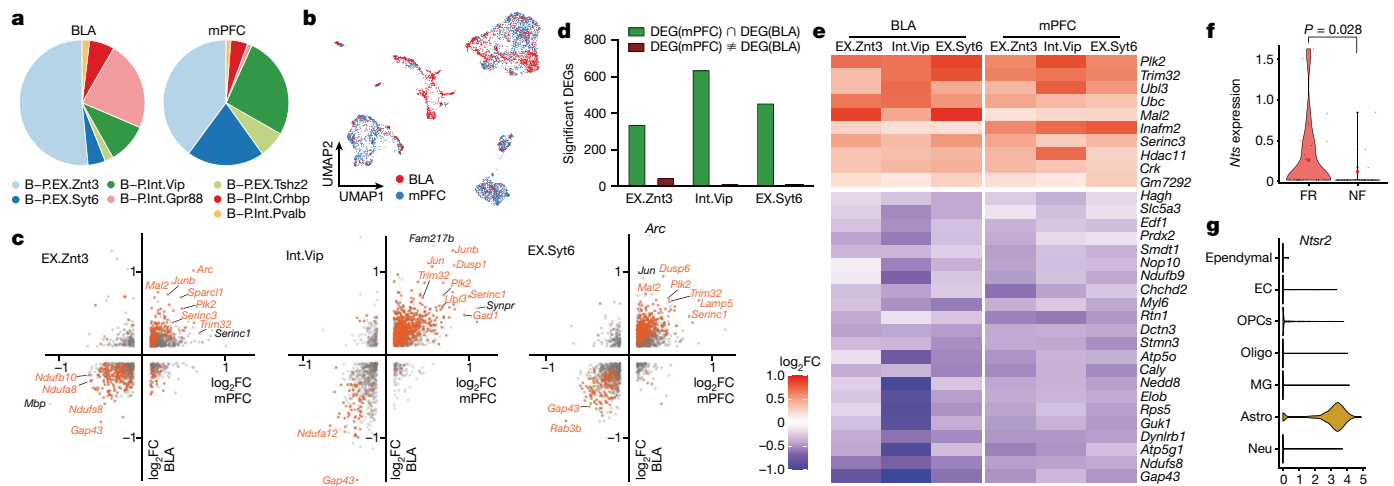 a
BLA
mPFC
B–P.EX.Znt3
B–P.Int.Vip
B–P.EX.Tshz2
B–P.EX.Syt6
B–P.Int.Gpr88
B–P.Int.Crhbp
B–P.Int.Pvalb
b
UMAP2
UMAP1
BLA
mPFC
c
EX.Znt3
1
Arc
Junb
Mal2
Sparcl1
Plk2
Serinc3
Trim32
Serinc1
−1
1
log2FC
mPFC
Ndufb10
Ndufa8
Mbp
Ndufs8
Gap43
−1
log2FC
BLA
Int.Vip
Fam217b
1
Junb
Jun
Dusp1
Trim32
Plk2
Ubl3
Serinc1
Synpr
Gad1
−1
1
log2FC
mPFC
Ndufa12
−1
Gap43
log2FC
BLA
EX.Syt6
Arc
1
Jun
Dusp6
Mal2
Plk2
Trim32
Lamp5
Serinc1
−1
1
log2FC
mPFC
Gap43
Rab3b
−1
log2FC
BLA
d
DEG(mPFC) ∩ DEG(BLA)
DEG(mPFC) ≠ DEG(BLA)
Significant DEGs
800
600
400
200
0
EX.Znt3
Int.Vip
EX.Syt6
e
BLA
mPFC
EX.Znt3 Int.Vip EX.Syt6
EX.Znt3 Int.Vip EX.Syt6
Plk2
Trim32
Ubl3
Ubc
Mal2
Inafm2
Serinc3
Hdac11
Crk
Gm7292
Hagh
Slc5a3
Edf1
Prdx2
Smdt1
Nop10
Ndufb9
Chchd2
Myl6
Rtn1
Dctn3
Stmn3
Atp5o
Caly
Nedd8
Elob
Rps5
Guk1
Dynlrb1
Atp5g1
Ndufs8
Gap43
log2FC
1.0
0.5
0
−0.5
−1.0
f
P = 0.028
Nts expression
1.5
1.0
0.5
0
FR
NF
g
Ntsr2
Ependymal
EC
OPCs
Oligo
MG
Astro
Neu
0 1 2 3 4 5